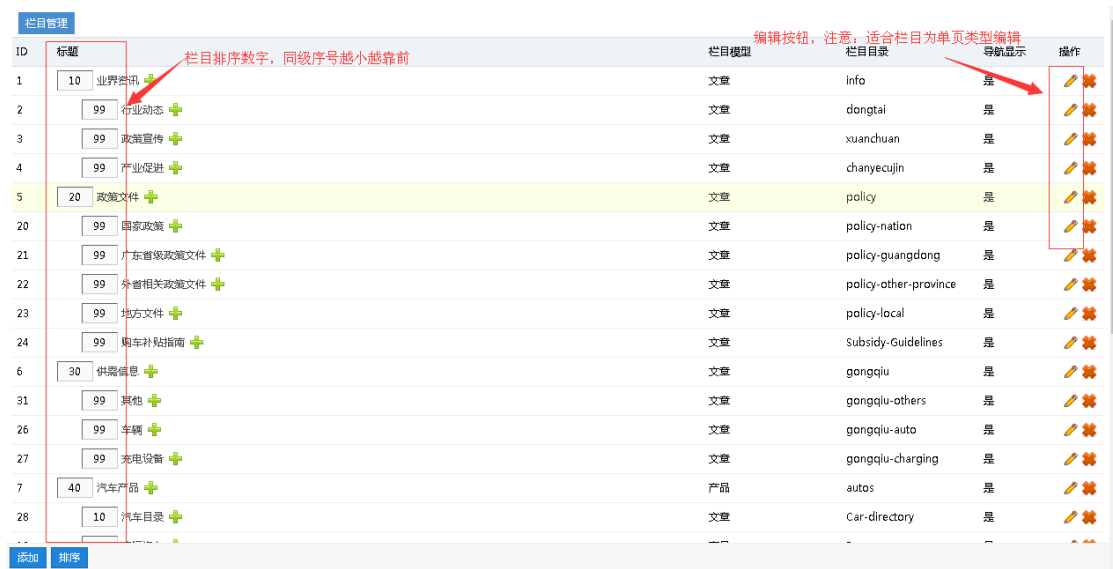 栏目管理
栏目排序数字，同级序号越小越靠前
编辑按钮，注意：适合栏目为单页类型编辑
ID 标题 栏目模型 栏目目录 导航显示 操作
1 10 业界资讯 文章 info 是
2 99 行业动态 文章 dongtai 是
3 99 政策宣传 文章 xuanchuan 是
4 99 产业促进 文章 chanyecujin 是
5 20 政策文件 文章 policy 是
20 99 国家政策 文章 policy-nation 是
21 99 广东省级政策文件 文章 policy-guangdong 是
22 99 外省相关政策文件 文章 policy-other-province 是
23 99 地方文件 文章 policy-local 是
24 99 购车补贴指南 文章 Subsidy-Guidelines 是
6 30 供需信息 文章 gongqiu 是
31 99 其他 文章 gongqiu-others 是
26 99 车辆 文章 gongqiu-auto 是
27 99 充电设备 文章 gongqiu-charging 是
7 40 汽车产品 产品 autos 是
28 10 汽车目录 文章 Car-directory 是
添加 排序